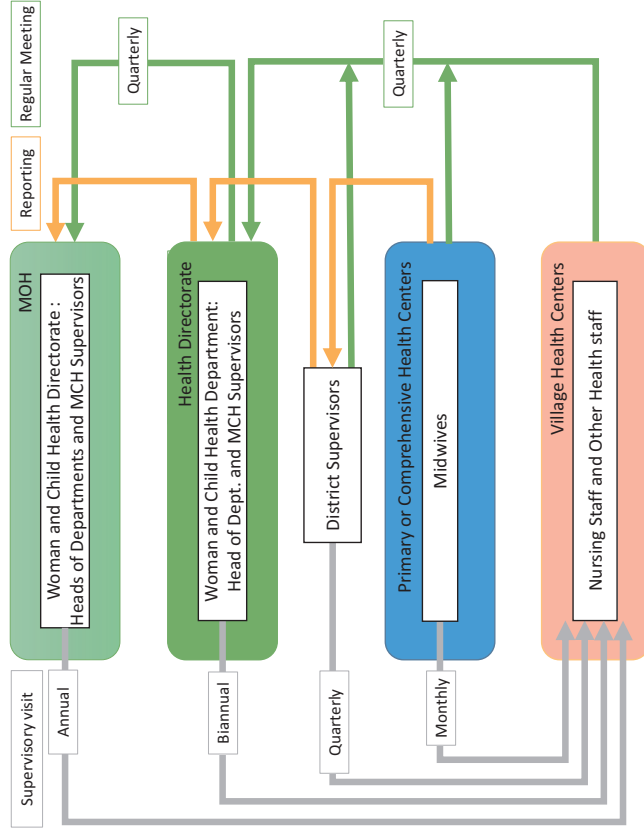 Supervisory visit
Reporting
Regular Meeting
MOH
Woman and Child Health Directorate :
Heads of Departments and MCH Supervisors
Annual
Quarterly
Health Directorate
Woman and Child Health Department:
Head of Dept. and MCH Supervisors
Biannual
District Supervisors
Quarterly
Quarterly
Primary or Comprehensive Health Centers
Midwives
Monthly
Village Health Centers
Nursing Staff and Other Health staff